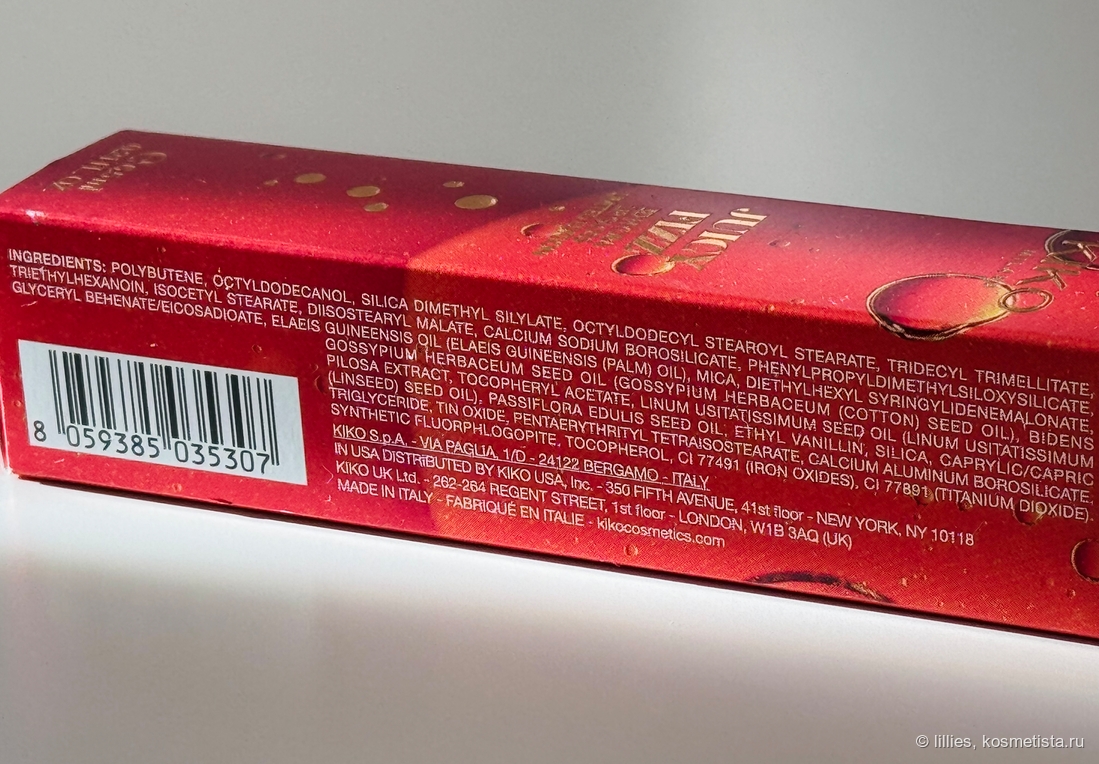 JUICY
FIZZ
KIKO
INGREDIENTS: POLYBUTENE, OCTYLDODECANOL, SILICA DIMETHYL SILYLATE, OCTYLDODECYL STEAROYL STEARATE, TRIDECYL TRIMELLITATE,
TRIETHYLHEXANOIN, ISOCETYL STEARATE, DIISOSTEARYL MALATE, CALCIUM SODIUM BOROSILICATE, PHENYLPROPYLDIMETHYLSILOXYSILICATE,
GLYCERYL BEHENATE/EICOSADIOATE, ELAEIS GUINEENSIS OIL (ELAEIS GUINEENSIS (PALM) OIL), MICA, DIETHYLHEXYL SYRINGYLIDENEMALONATE,
GOSSYPIUM HERBACEUM SEED OIL (GOSSYPIUM HERBACEUM (COTTON) SEED OIL), BIDENS
PILOSA EXTRACT, TOCOPHERYL ACETATE, LINUM USITATISSIMUM SEED OIL (LINUM USITATISSIMUM
(LINSEED) SEED OIL), PASSIFLORA EDULIS SEED OIL, ETHYL VANILLIN, SILICA, CAPRYLIC/CAPRIC
TRIGLYCERIDE, TIN OXIDE, PENTAERYTHRITYL TETRAISOSTEARATE, CALCIUM ALUMINUM BOROSILICATE,
SYNTHETIC FLUORPHLOGOPITE, TOCOPHEROL, CI 77491 (IRON OXIDES), CI 77891 (TITANIUM DIOXIDE).
KIKO S.p.A. - VIA PAGLIA, 1/D - 24122 BERGAMO - ITALY
IN USA DISTRIBUTED BY KIKO USA, Inc. - 350 FIFTH AVENUE, 41st floor - NEW YORK, NY 10118
KIKO UK Ltd. - 262-264 REGENT STREET, 1st floor - LONDON, W1B 3AQ (UK)
MADE IN ITALY - FABRIQUÉ EN ITALIE - kikocosmetics.com
8 059385 035307
© lillies, kosmetista.ru